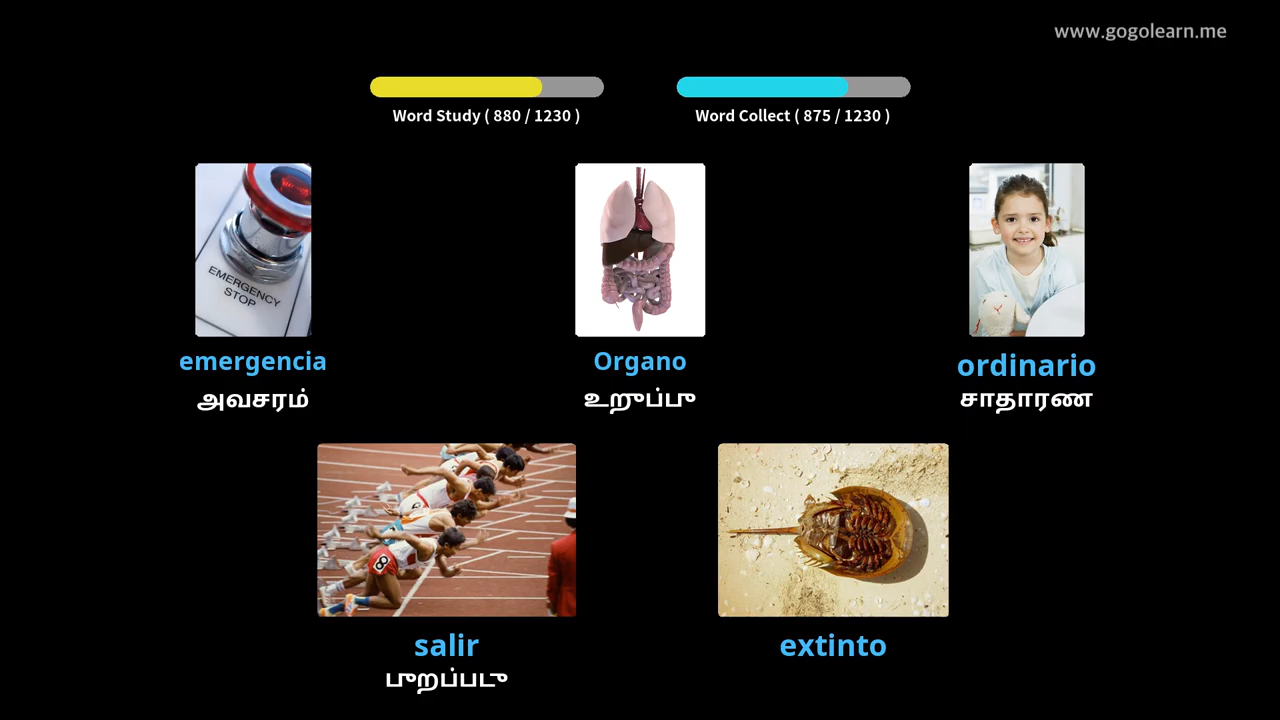 www.gogolearn.me
Word Study ( 880 / 1230 )
Word Collect ( 875 / 1230 )
EMERGENCY
STOP
emergencia
அவசரம்
Organo
உறுப்பு
ordinario
சாதாரண
8
salir
புறப்படு
extinto